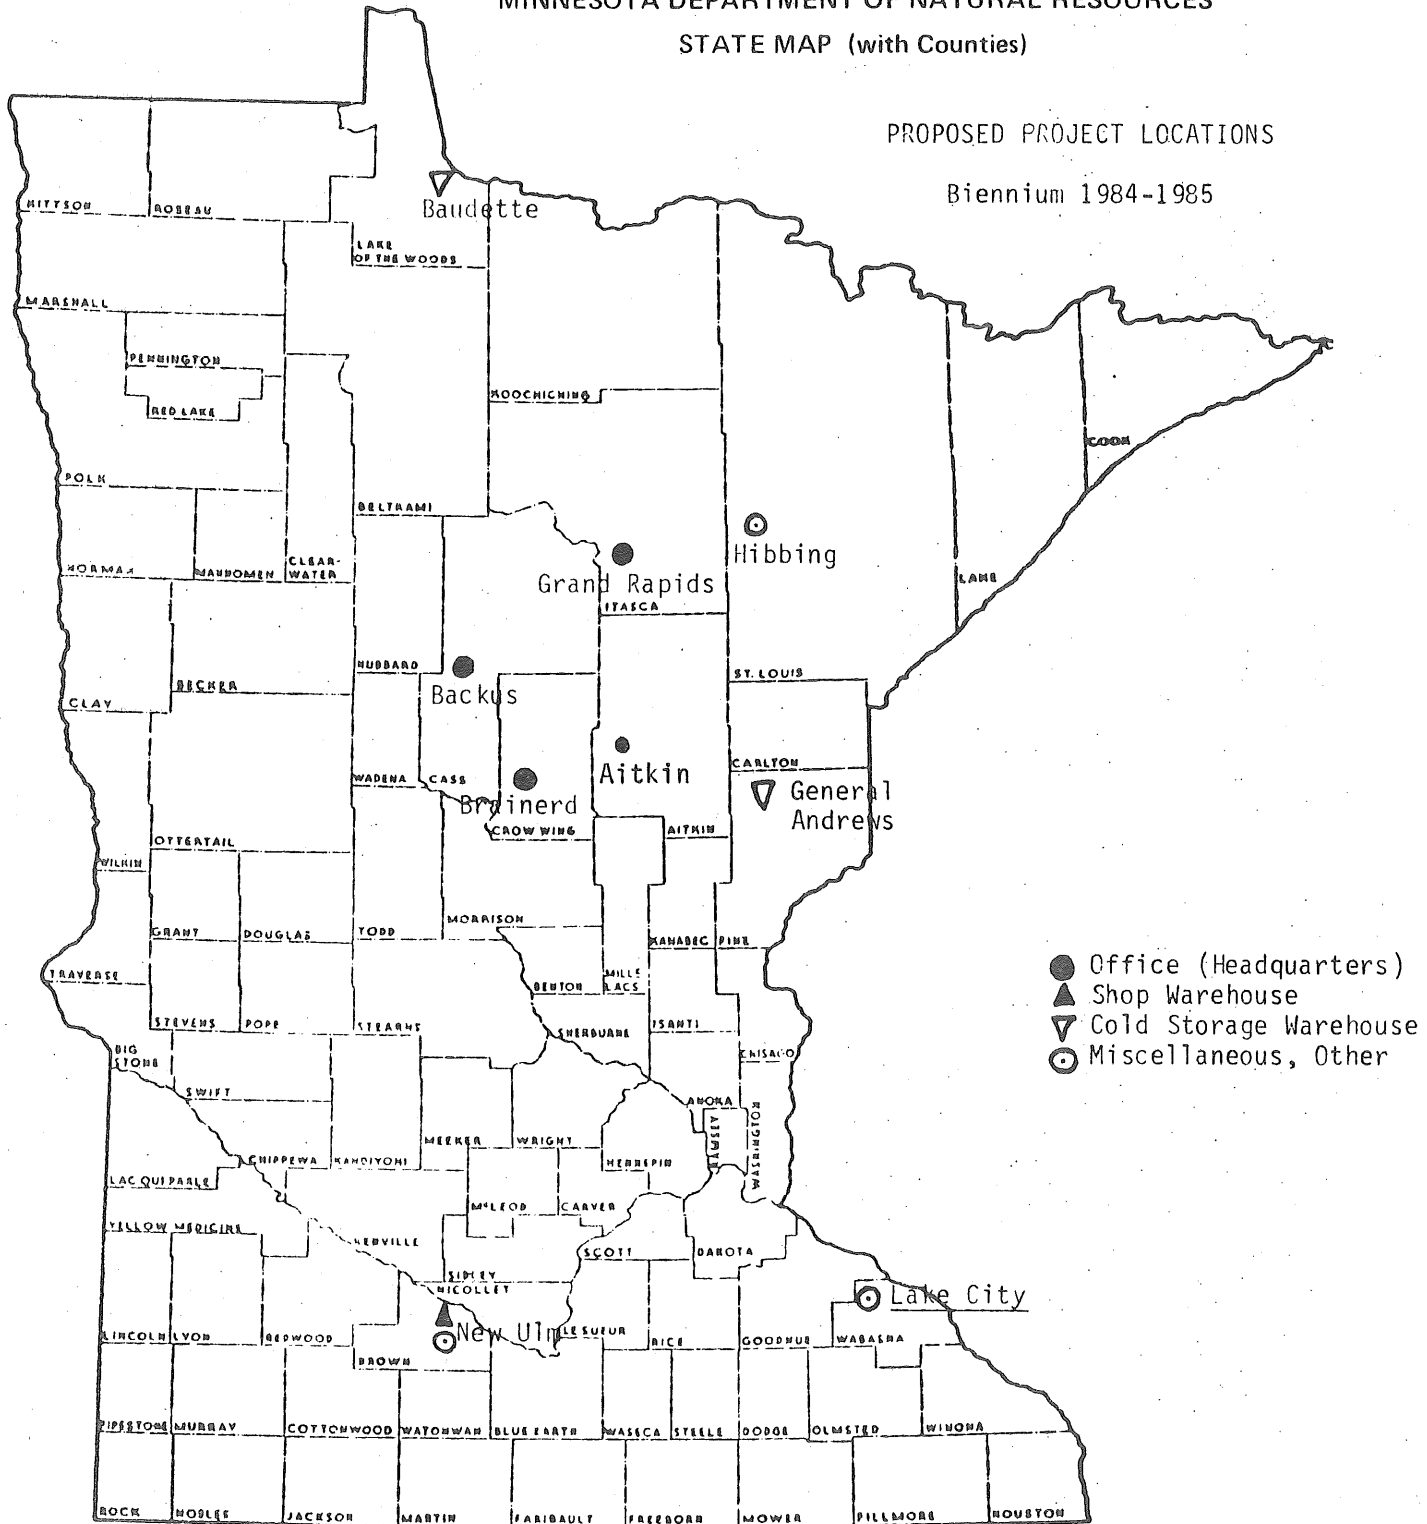 MINNESOTA DEPARTMENT OF NATURAL RESOURCES
STATE MAP (with Counties)
PROPOSED PROJECT LOCATIONS
Biennium 1984-1985
Baudette
KITTSON
ROSEAU
LAKE
OF THE WOODS
MARSHALL
PENNINGTON
RED LAKE
KOOCHICHING
COOK
POLK
BELTRAMI
Hibbing
NORMAN
MAHNOMEN
CLEAR-
WATER
Grand Rapids
LAKE
ITASCA
HUBBARD
ST. LOUIS
BECKER
Backus
CLAY
CARLTON
Aitkin
WADENA
CASS
Brainerd
General
Andrews
CROW WING
AITKIN
OTTERTAIL
WILKIN
MORRISON
GRANT
DOUGLAS
TODD
KANABEC
PINE
TRAVERSE
MILLE
LACS
BENTON
STEVENS
POPE
STEARNS
SHERBURNE
ISANTI
BIG
STONE
CHISAGO
SWIFT
ANOKA
RAMSEY
WASHINGTON
MEEKER
WRIGHT
CHIPPEWA
KANDIYOHI
HENNEPIN
LAC QUI PARLE
McLEOD
CARVER
YELLOW MEDICINE
RENVILLE
SCOTT
DAKOTA
SIBLEY
NICOLLET
Lake City
New Ulm
LINCOLN
LYON
REDWOOD
LE SUEUR
RICE
GOODHUE
WABASHA
BROWN
PIPESTONE
MURRAY
COTTONWOOD
WATONWAN
BLUE EARTH
WASECA
STEELE
DODGE
OLMSTED
WINONA
ROCK
NOBLES
JACKSON
MARTIN
FARIBAULT
FREEBORN
MOWER
FILLMORE
HOUSTON
Office (Headquarters)
Shop Warehouse
Cold Storage Warehouse
Miscellaneous, Other